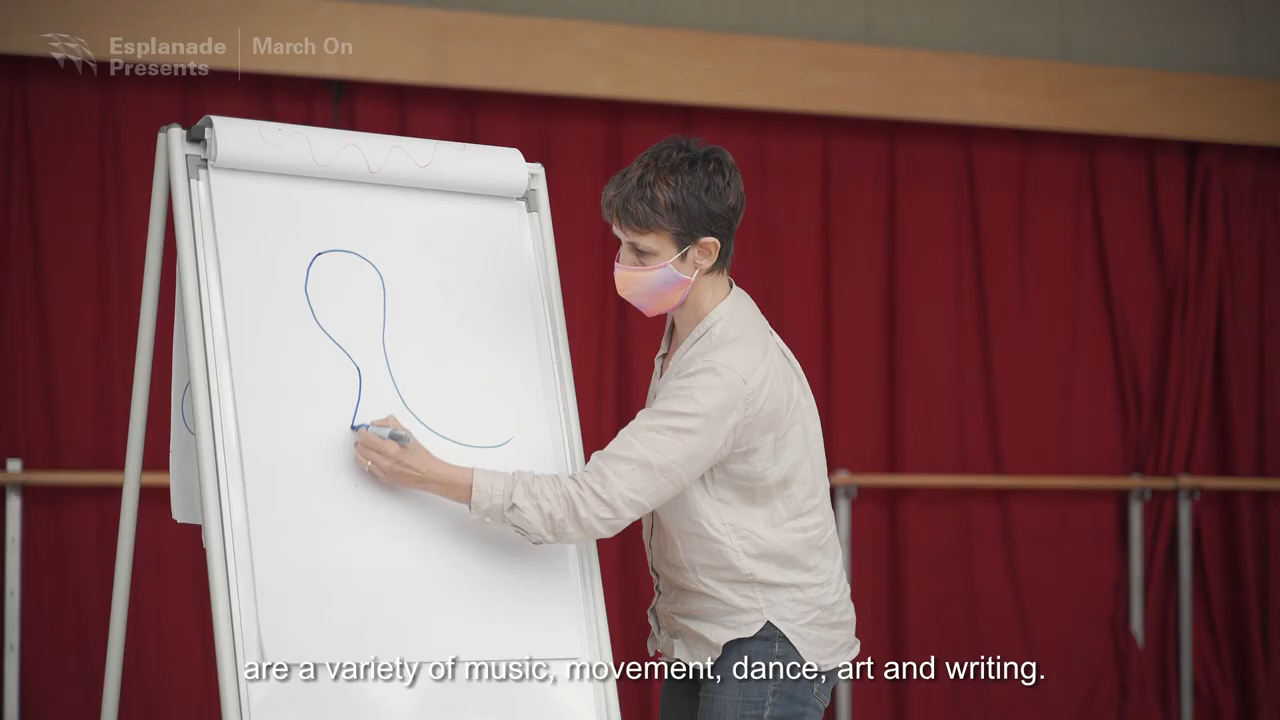 Esplanade
Presents
March On
are a variety of music, movement, dance, art and writing.